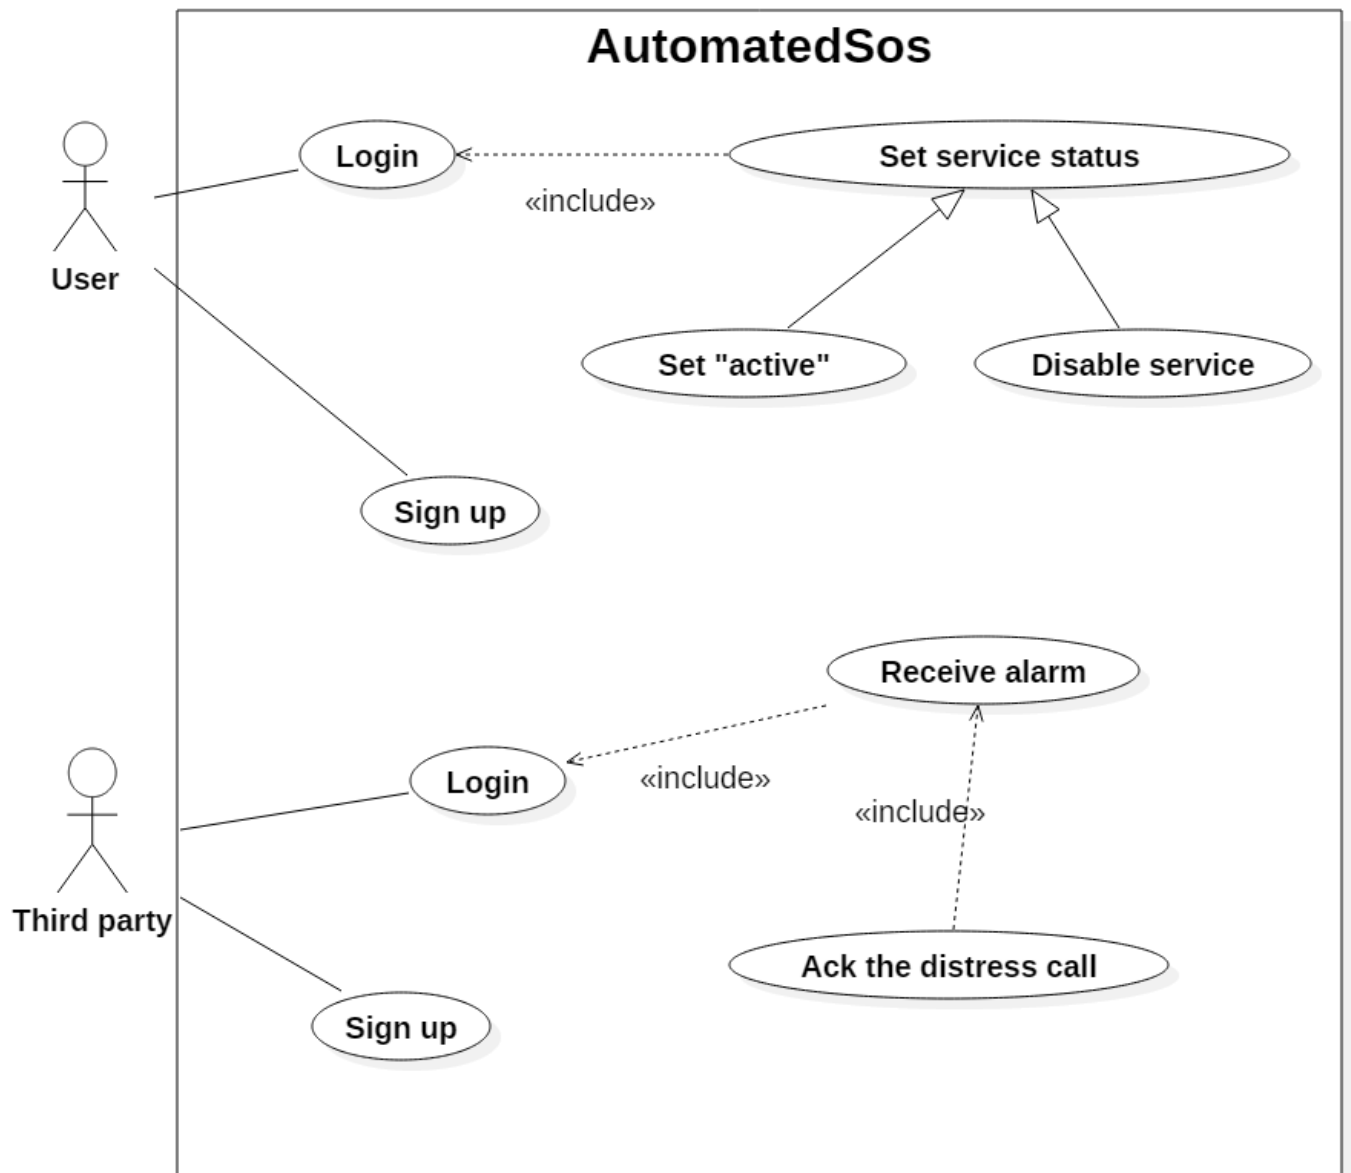 AutomatedSos
Login
Set service status
«include»
User
Set "active"
Disable service
Sign up
Receive alarm
Login
«include»
«include»
Third party
Ack the distress call
Sign up